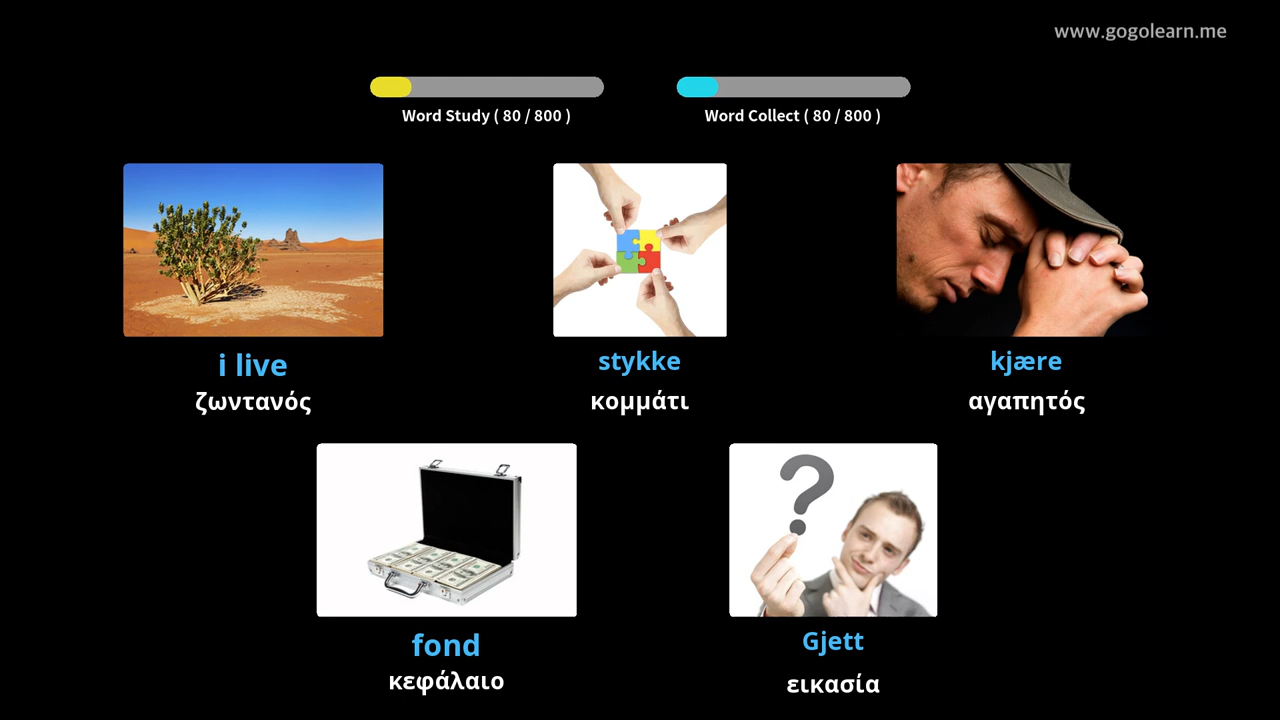 www.gogolearn.me
Word Study ( 80 / 800 )
Word Collect ( 80 / 800 )
i live
ζωντανός
stykke
κομμάτι
kjære
αγαπητός
fond
κεφάλαιο
Gjett
εικασία